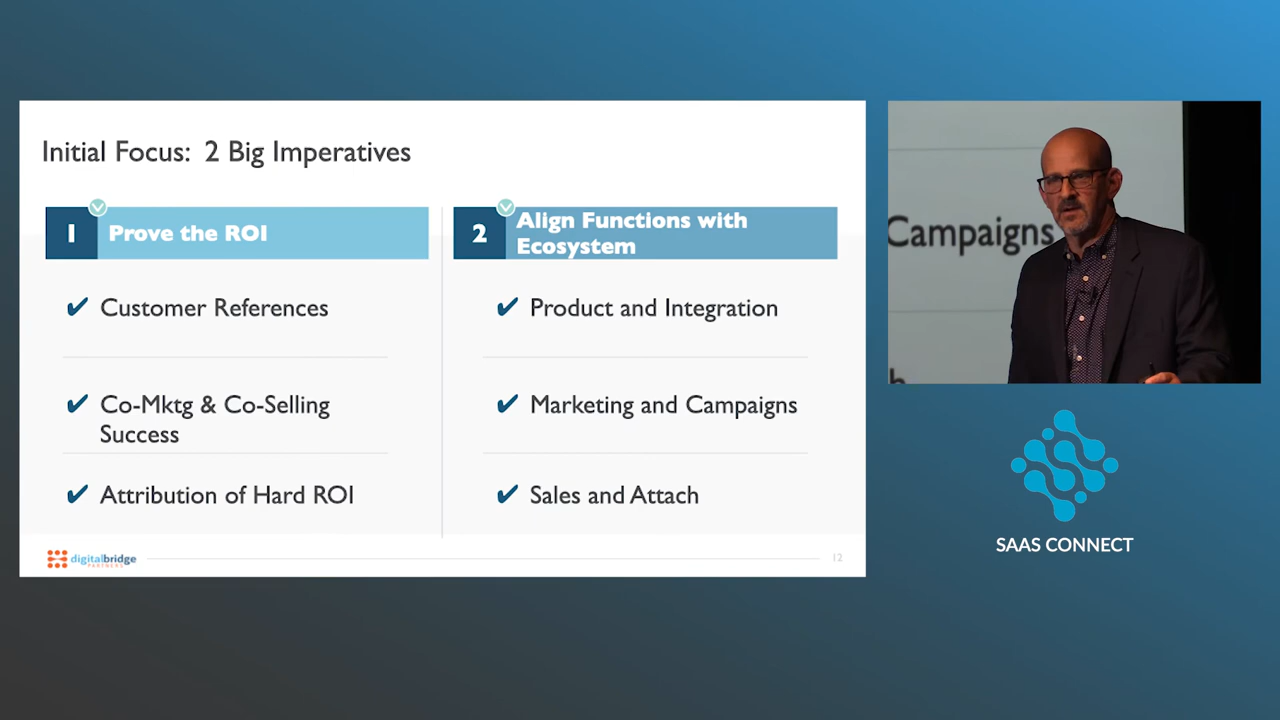 Initial Focus: 2 Big Imperatives
1 Prove the ROI
Customer References
Co-Mktg & Co-Selling
Success
Attribution of Hard ROI
2 Align Functions with
Ecosystem
Product and Integration
Marketing and Campaigns
Sales and Attach
digitalbridge
PARTNERS
12
Campaigns
h
SAAS CONNECT